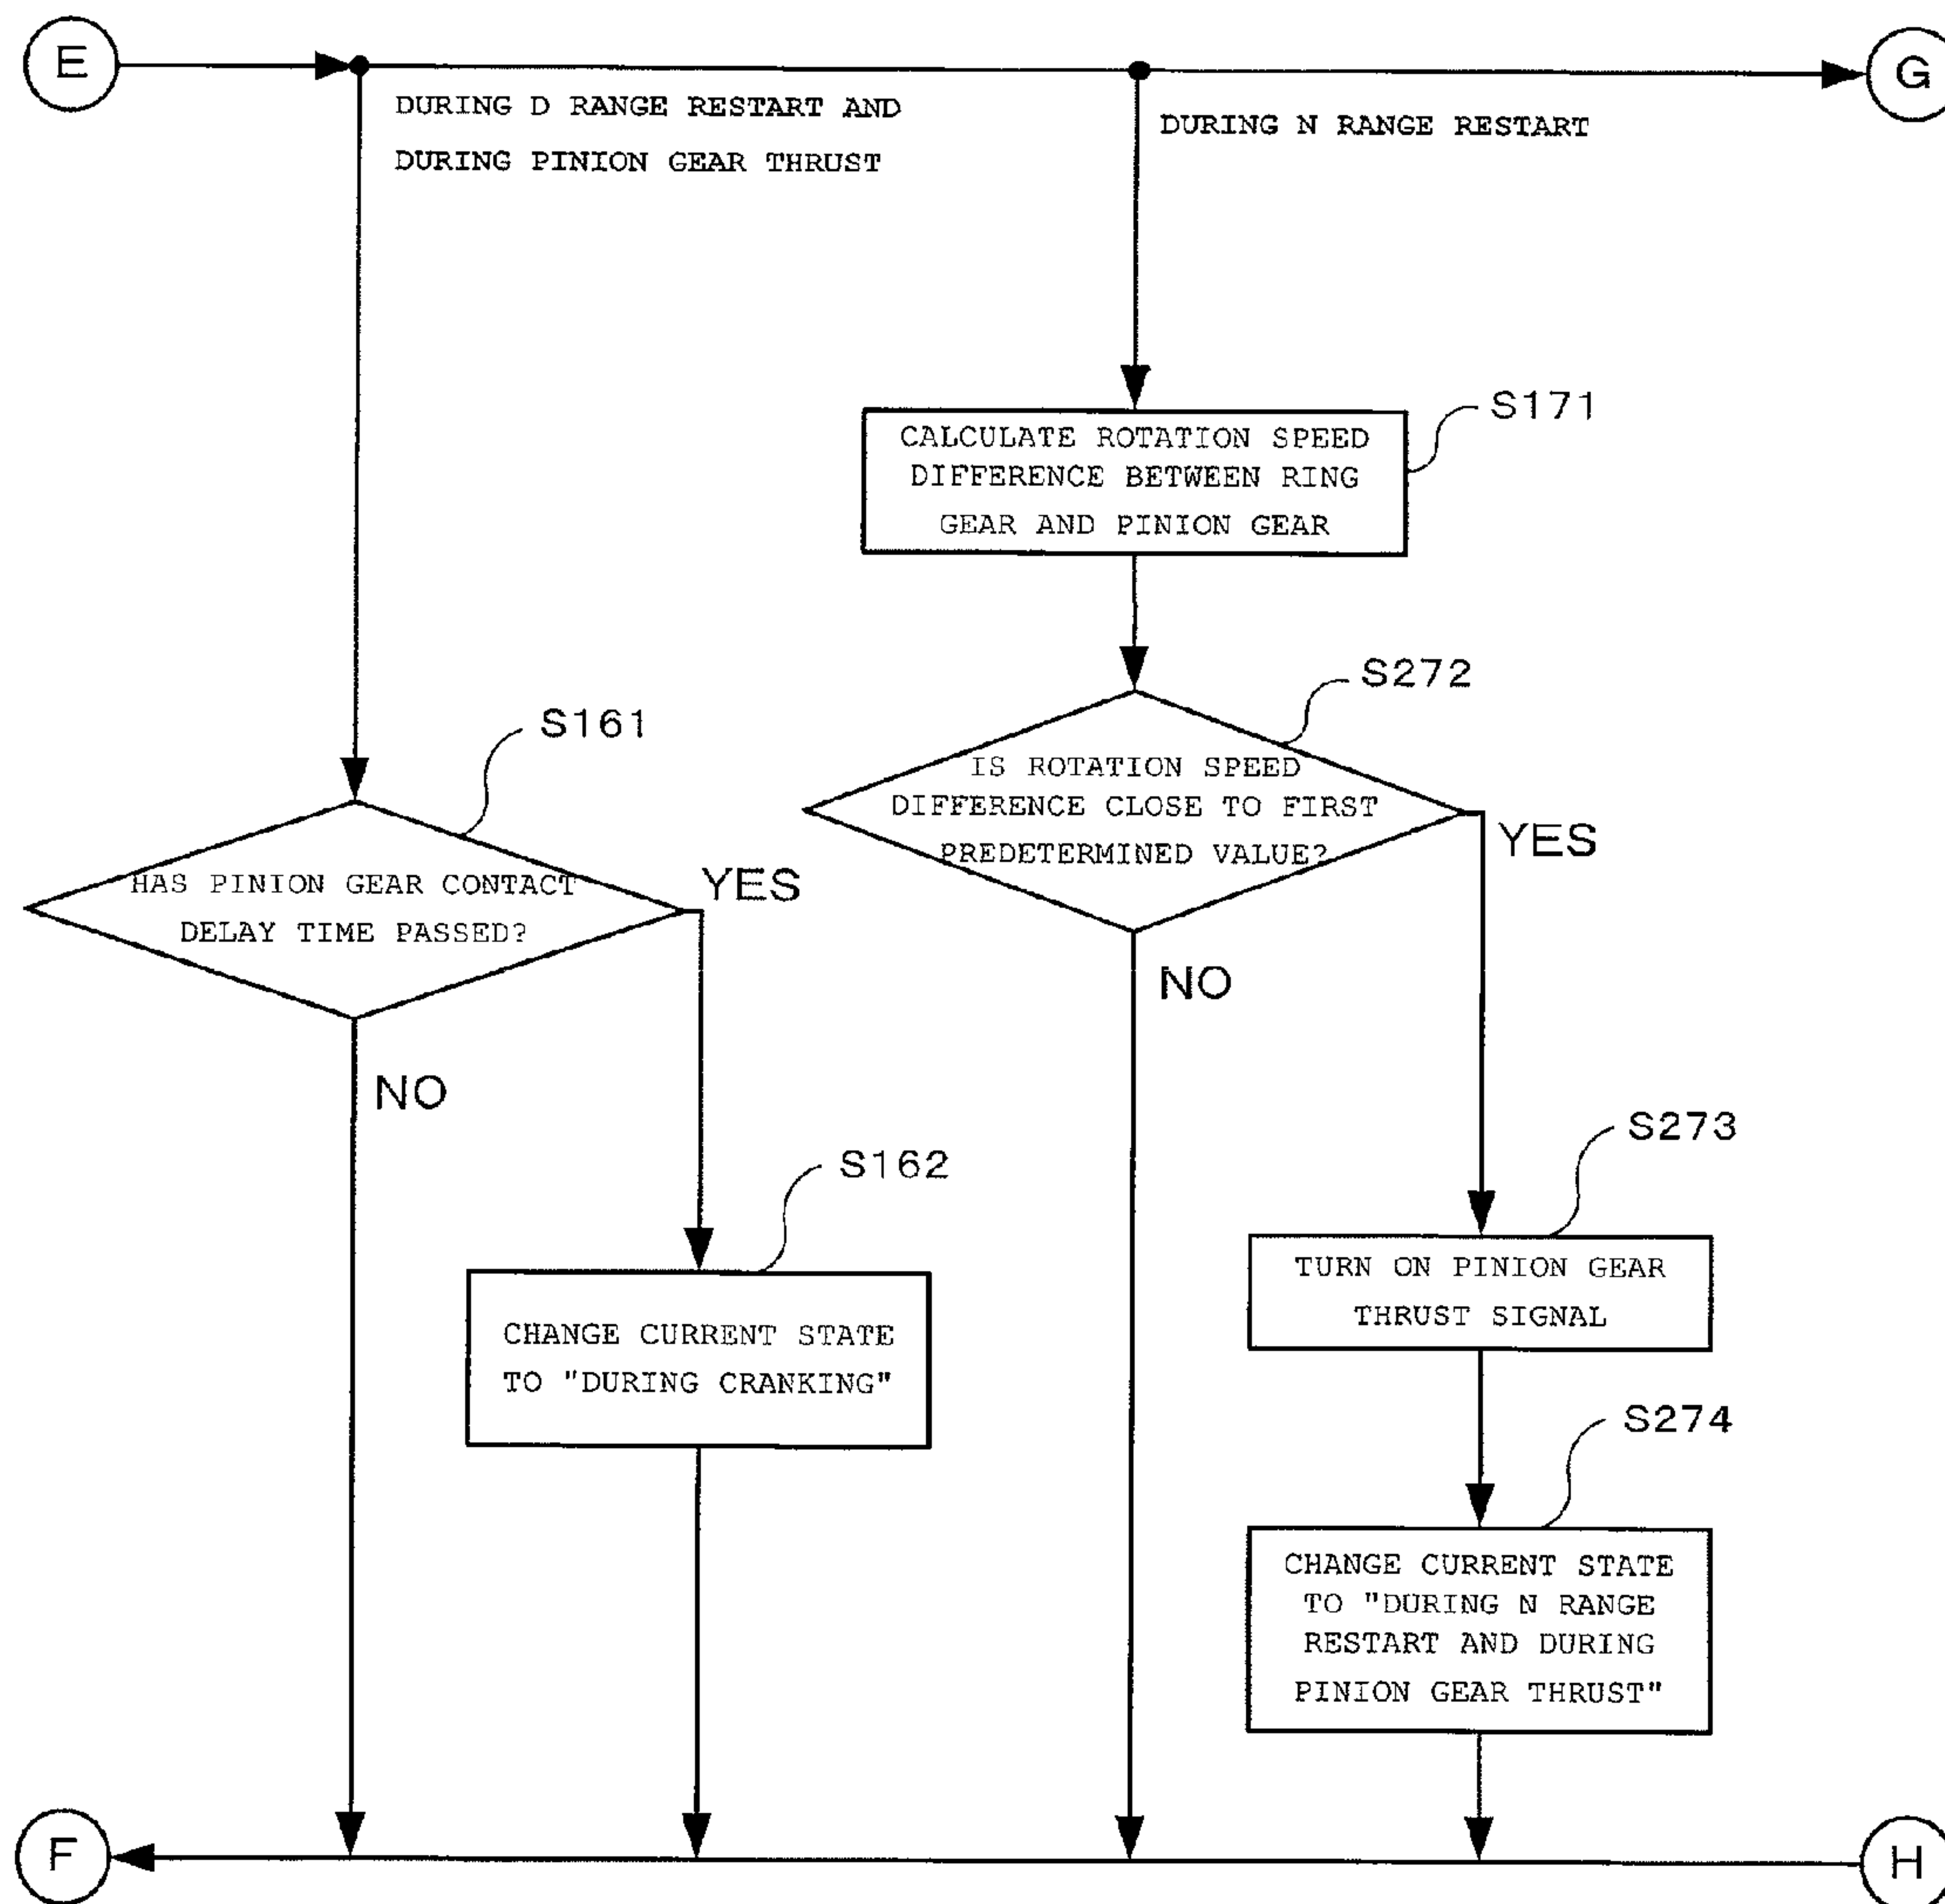 E
G
DURING D RANGE RESTART AND
DURING PINION GEAR THRUST
DURING N RANGE RESTART
S171
CALCULATE ROTATION SPEED
DIFFERENCE BETWEEN RING
GEAR AND PINION GEAR
S272
IS ROTATION SPEED
DIFFERENCE CLOSE TO FIRST
PREDETERMINED VALUE?
YES
NO
S161
HAS PINION GEAR CONTACT
DELAY TIME PASSED?
YES
NO
S162
CHANGE CURRENT STATE
TO "DURING CRANKING"
S273
TURN ON PINION GEAR
THRUST SIGNAL
S274
CHANGE CURRENT STATE
TO "DURING N RANGE
RESTART AND DURING
PINION GEAR THRUST"
F
H